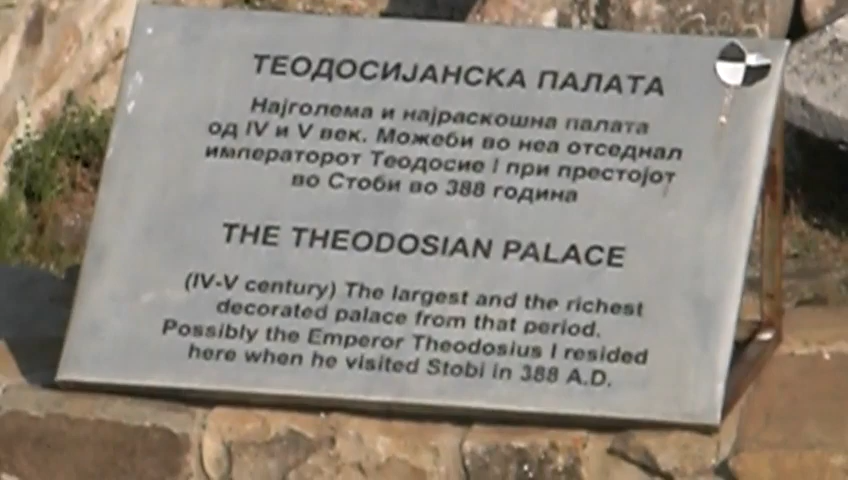 ТЕОДОСИЈАНСКА ПАЛАТА
Најголема и најраскошна палата
од IV и V век. Можеби во неа отседнал
императорот Теодосие I при престојот
во Стоби во 388 година
THE THEODOSIAN PALACE
(IV-V century) The largest and the richest
decorated palace from that period.
Possibly the Emperor Theodosius I resided
here when he visited Stobi in 388 A.D.